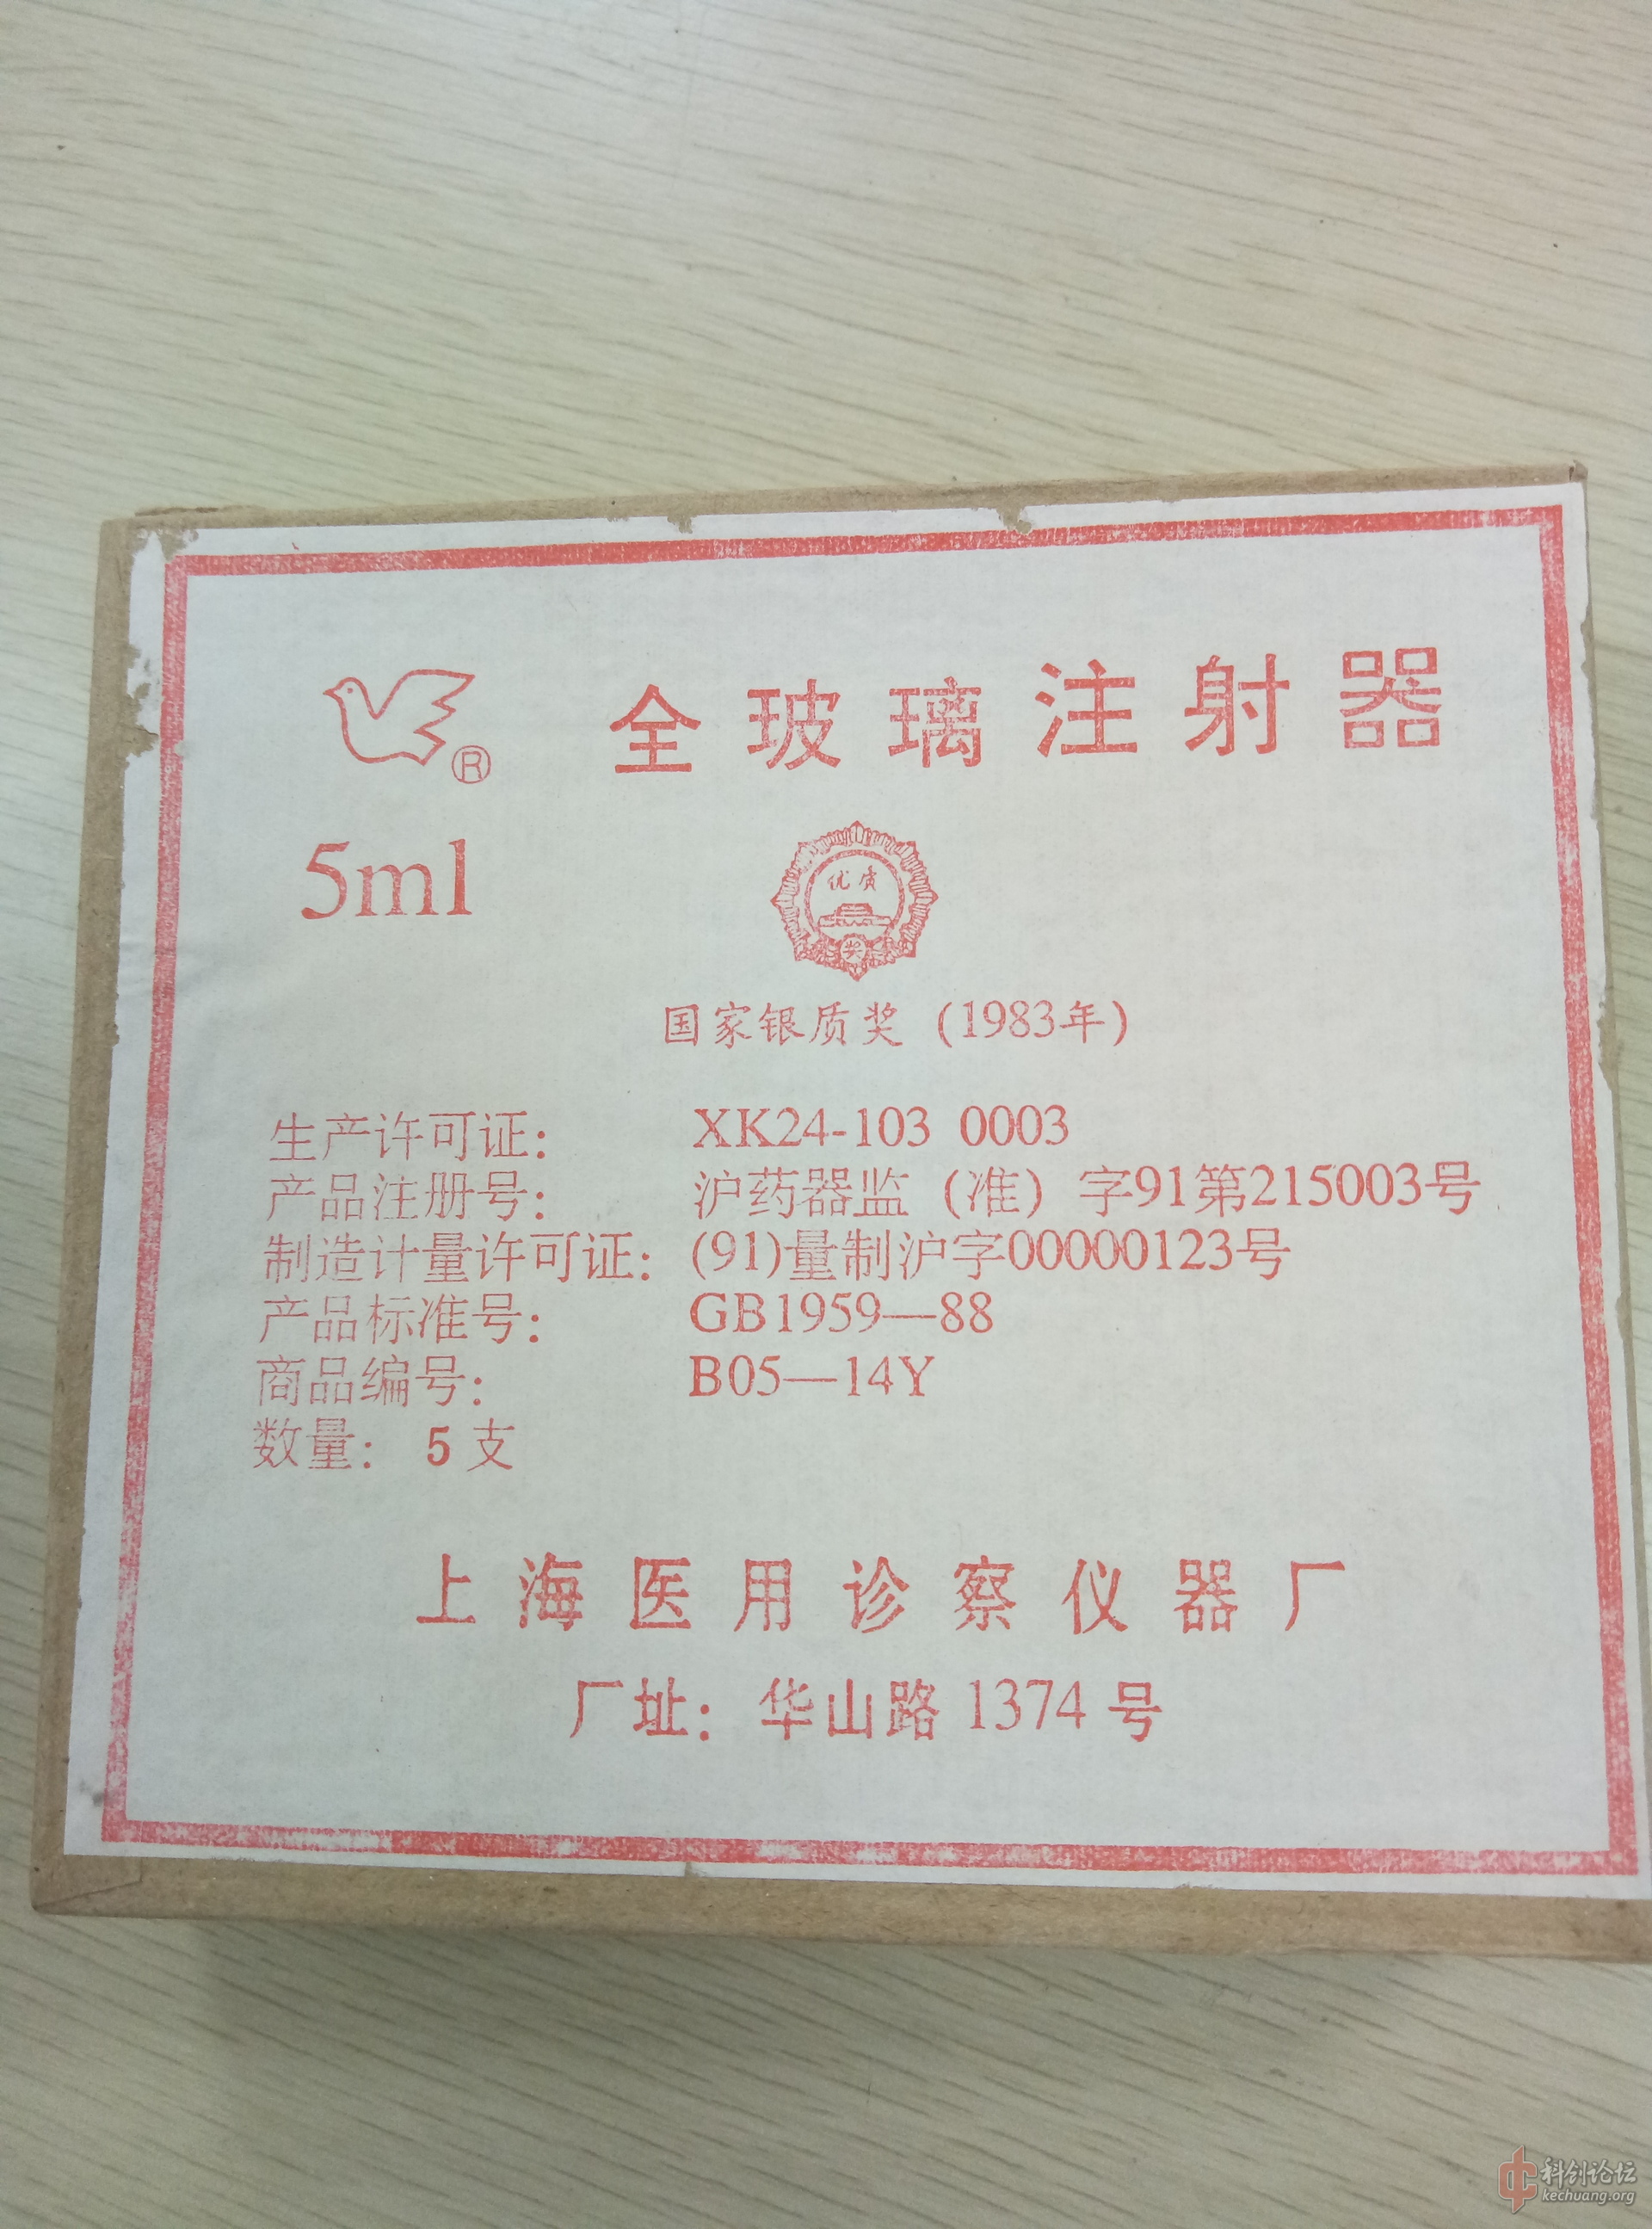 全玻璃注射器
®
5ml
优质
奖
国家银质奖（1983年）
生产许可证： XK24-103 0003
产品注册号： 沪药器监（准）字91第215003号
制造计量许可证： (91)量制沪字00000123号
产品标准号： GB1959—88
商品编号： B05—14Y
数量： 5 支
上海医用诊察仪器厂
厂址：华山路 1374 号
科创论坛
kechuang.org